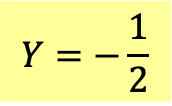 Y = -1/2